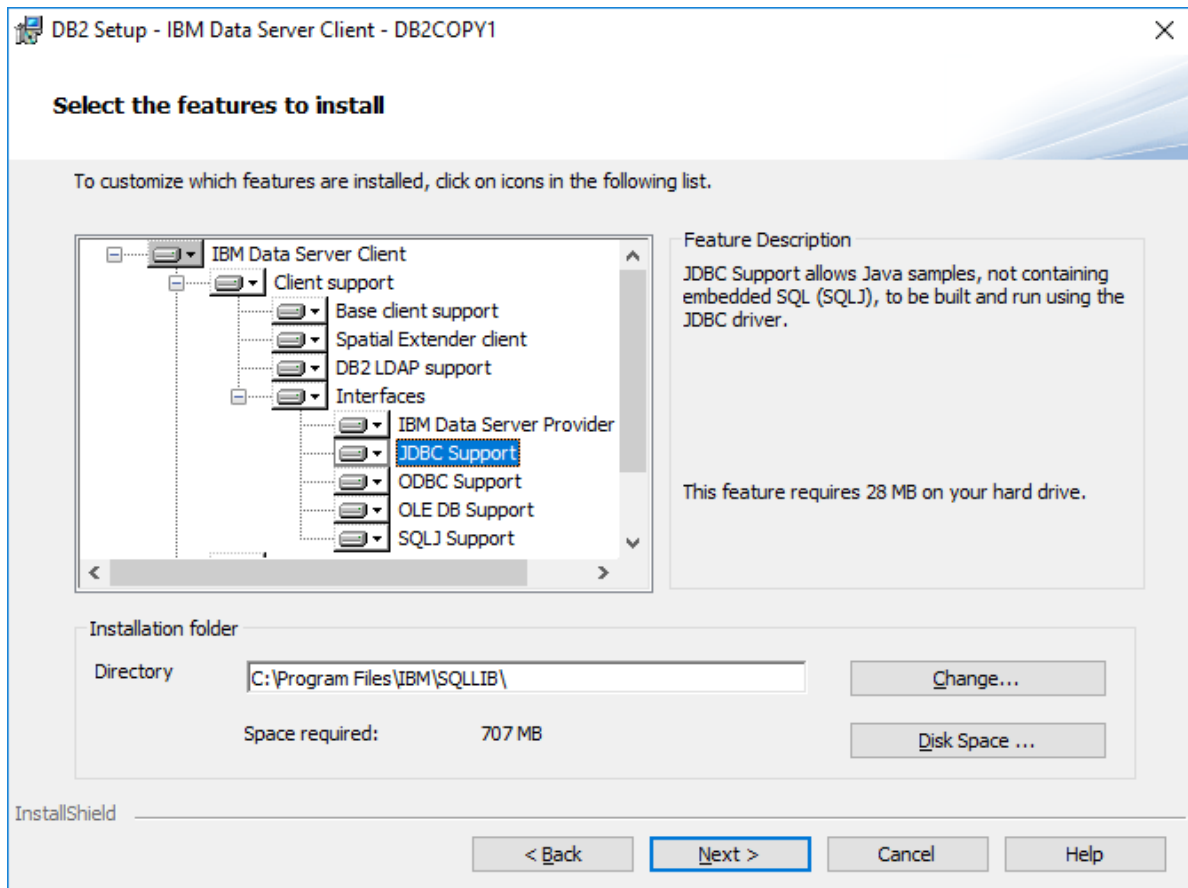 DB2 Setup - IBM Data Server Client - DB2COPY1
Select the features to install
To customize which features are installed, click on icons in the following list.
IBM Data Server Client
Client support
Base client support
Spatial Extender client
DB2 LDAP support
Interfaces
IBM Data Server Provider
JDBC Support
ODBC Support
OLE DB Support
SQLJ Support
Feature Description
JDBC Support allows Java samples, not containing
embedded SQL (SQLJ), to be built and run using the
JDBC driver.
This feature requires 28 MB on your hard drive.
Installation folder
Directory
C:\Program Files\IBM\SQLLIB\
Change...
Space required: 707 MB
Disk Space ...
InstallShield
< Back
Next >
Cancel
Help